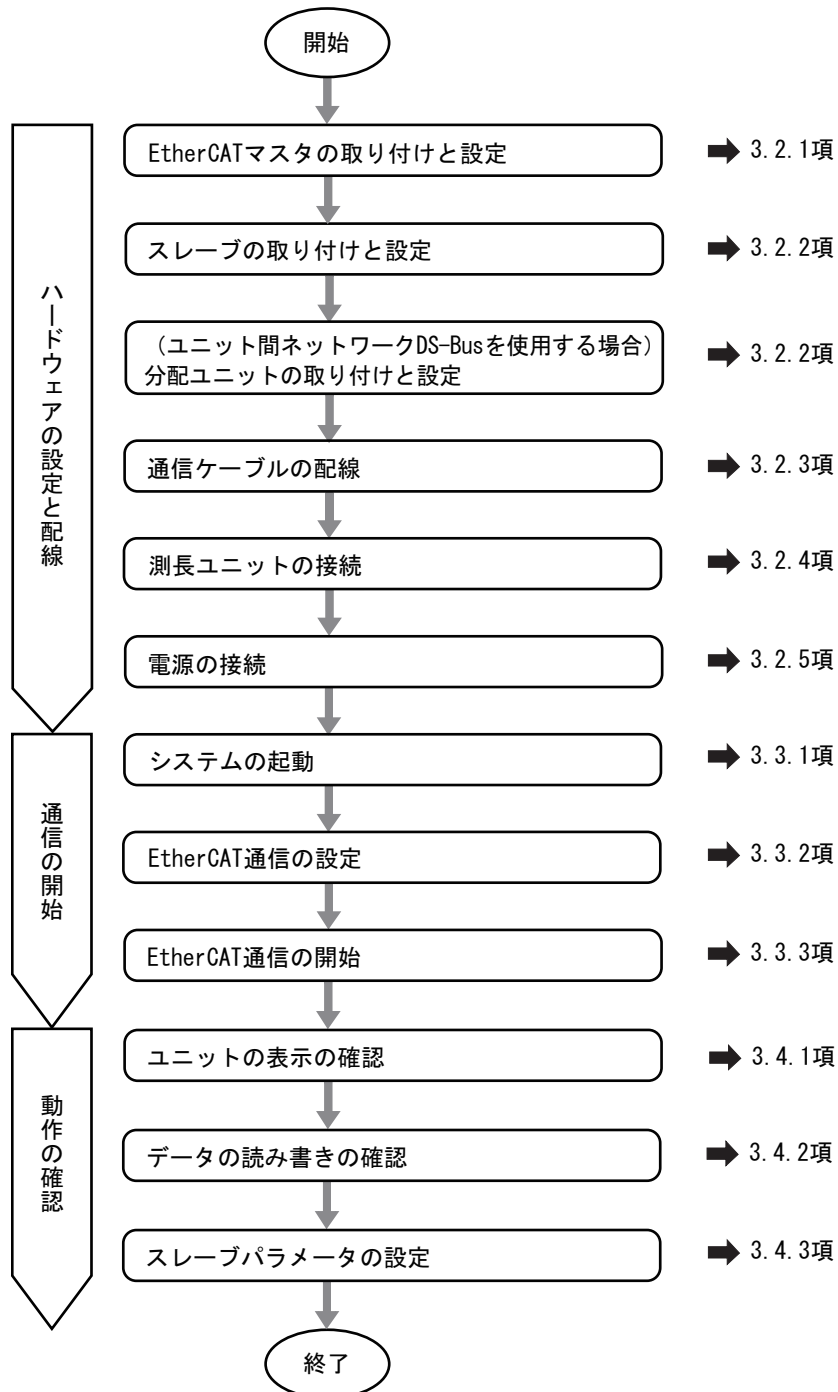 開始
ハードウェアの設定と配線
EtherCATマスタの取り付けと設定
3.2.1項
スレーブの取り付けと設定
3.2.2項
（ユニット間ネットワークDS-Busを使用する場合）
分配ユニットの取り付けと設定
3.2.2項
通信ケーブルの配線
3.2.3項
測長ユニットの接続
3.2.4項
電源の接続
3.2.5項
通信の開始
システムの起動
3.3.1項
EtherCAT通信の設定
3.3.2項
EtherCAT通信の開始
3.3.3項
動作の確認
ユニットの表示の確認
3.4.1項
データの読み書きの確認
3.4.2項
スレーブパラメータの設定
3.4.3項
終了